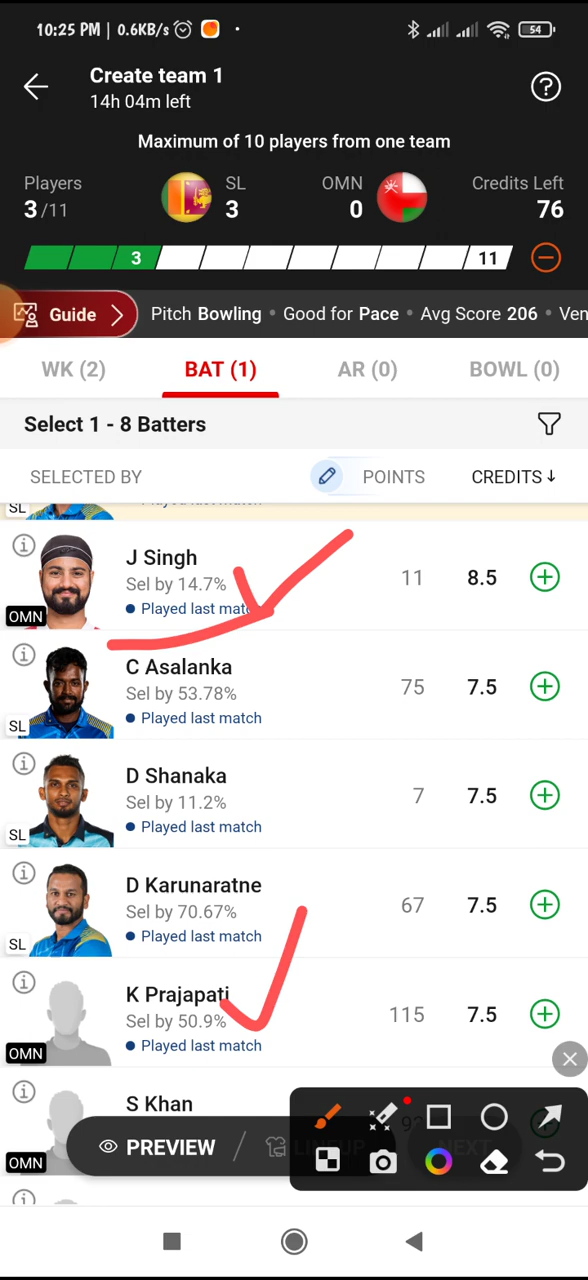 10:25 PM | 0.6KB/s
54
Create team 1
14h 04m left
Maximum of 10 players from one team
Players
3/11
SL
3
OMN
0
Credits Left
76
3
11
Guide
Pitch Bowling • Good for Pace • Avg Score 206 • Ven
WK (2)
BAT (1)
AR (0)
BOWL (0)
Select 1 - 8 Batters
SELECTED BY
POINTS
CREDITS↓
SL
Played last match
J Singh
Sel by 14.7%
Played last match
OMN
11
8.5
C Asalanka
Sel by 53.78%
Played last match
SL
75
7.5
D Shanaka
Sel by 11.2%
Played last match
SL
7
7.5
D Karunaratne
Sel by 70.67%
Played last match
SL
67
7.5
K Prajapati
Sel by 50.9%
Played last match
OMN
115
7.5
S Khan
OMN
PREVIEW / LINEUP
NEXT